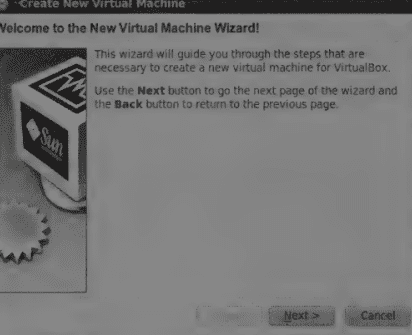 Create New Virtual Machine
Welcome to the New Virtual Machine Wizard!
This wizard will guide you through the steps that are
necessary to create a new virtual machine for VirtualBox.
Use the Next button to go the next page of the wizard and
the Back button to return to the previous page.
Sun
Next >
Cancel